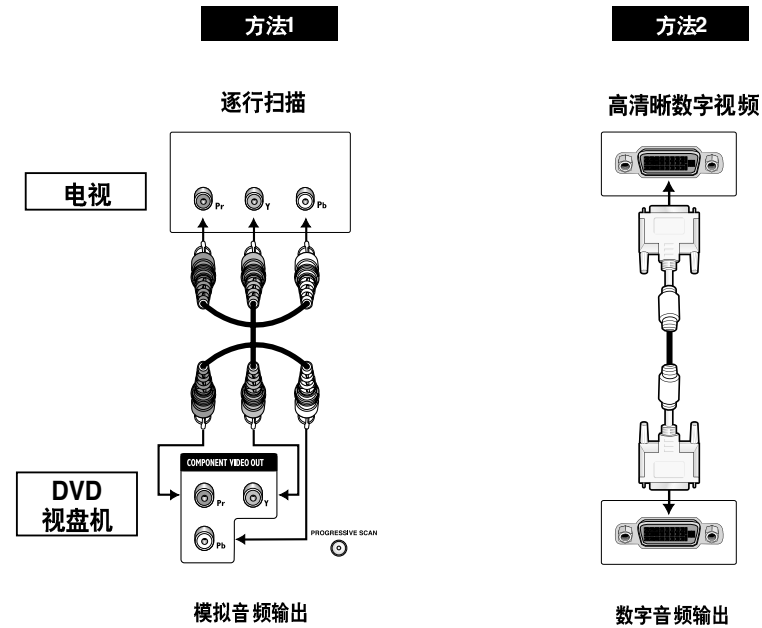 方法1
方法2
逐行扫描
高清晰数字视频
电视
Pr
Y
Pb
COMPONENT VIDEO OUT
DVD
视盘机
Pr
Y
Pb
PROGRESSIVE SCAN
模拟音频输出
数字音频输出